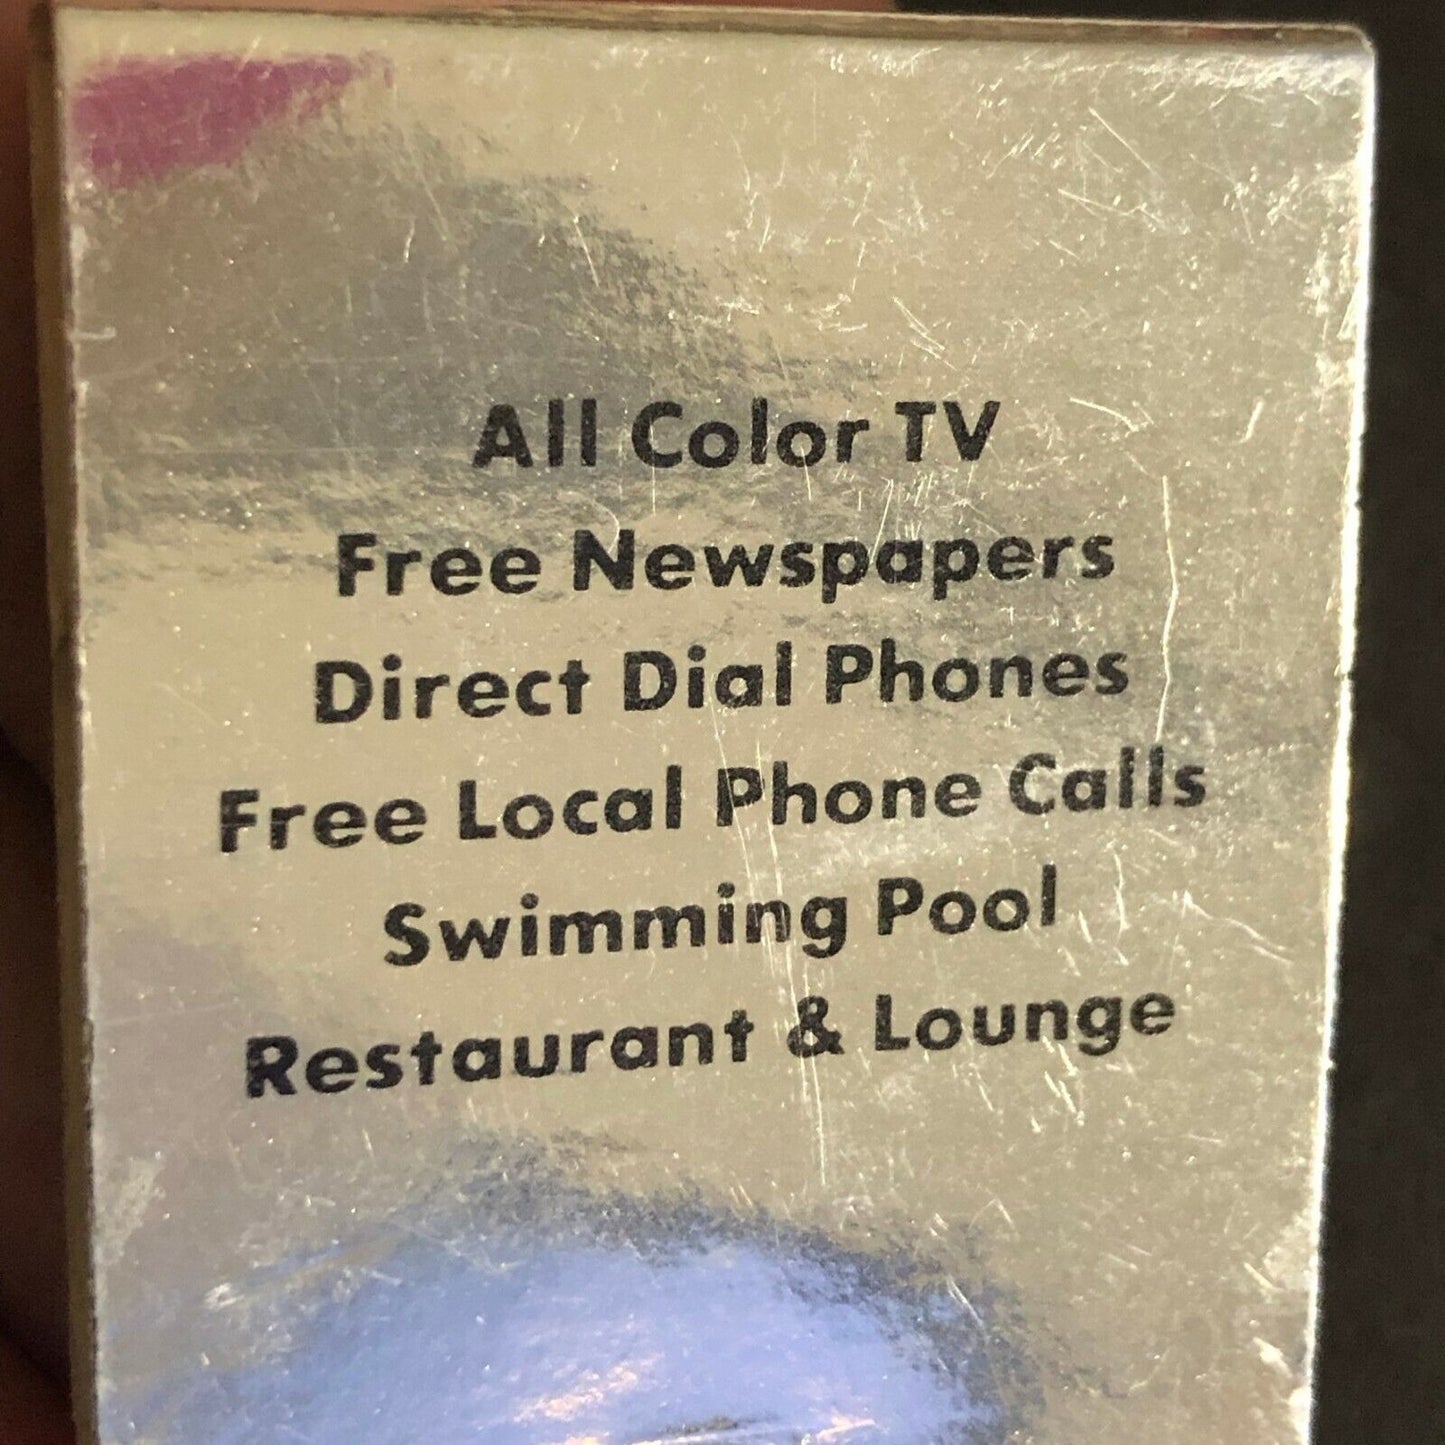 All Color TV
Free Newspapers
Direct Dial Phones
Free Local Phone Calls
Swimming Pool
Restaurant & Lounge